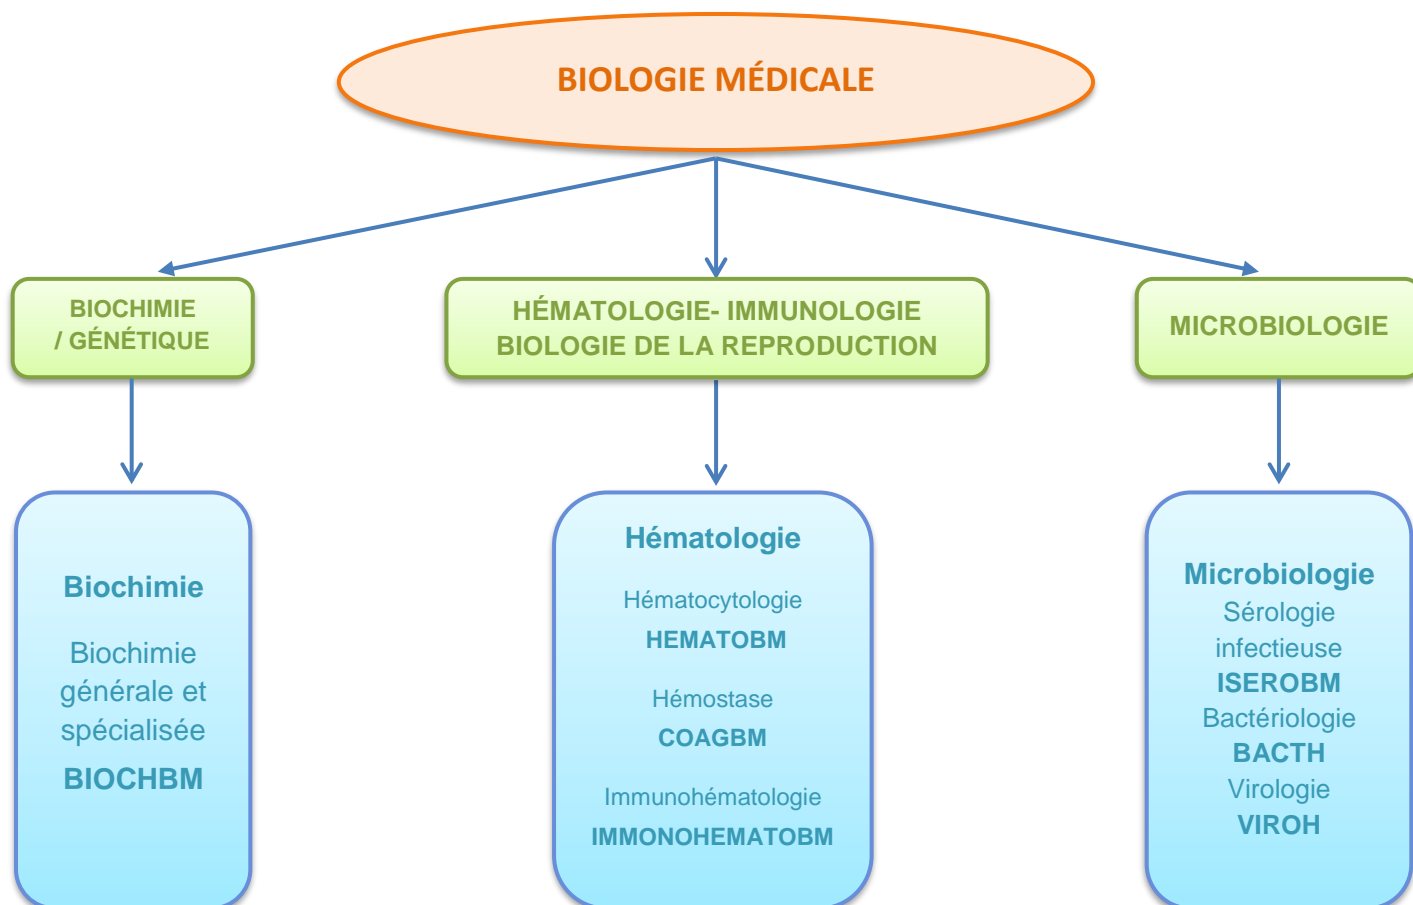 BIOLOGIE MÉDICALE
BIOCHIMIE
/ GÉNÉTIQUE
HÉMATOLOGIE- IMMUNOLOGIE
BIOLOGIE DE LA REPRODUCTION
MICROBIOLOGIE
Biochimie
Biochimie
générale et
spécialisée
BIOCHBM
Hématologie
Hématocytologie
HEMATOBM
Hémostase
COAGBM
Immunohématologie
IMMONOHEMATOBM
Microbiologie
Sérologie
infectieuse
ISEROBM
Bactériologie
BACTH
Virologie
VIROH